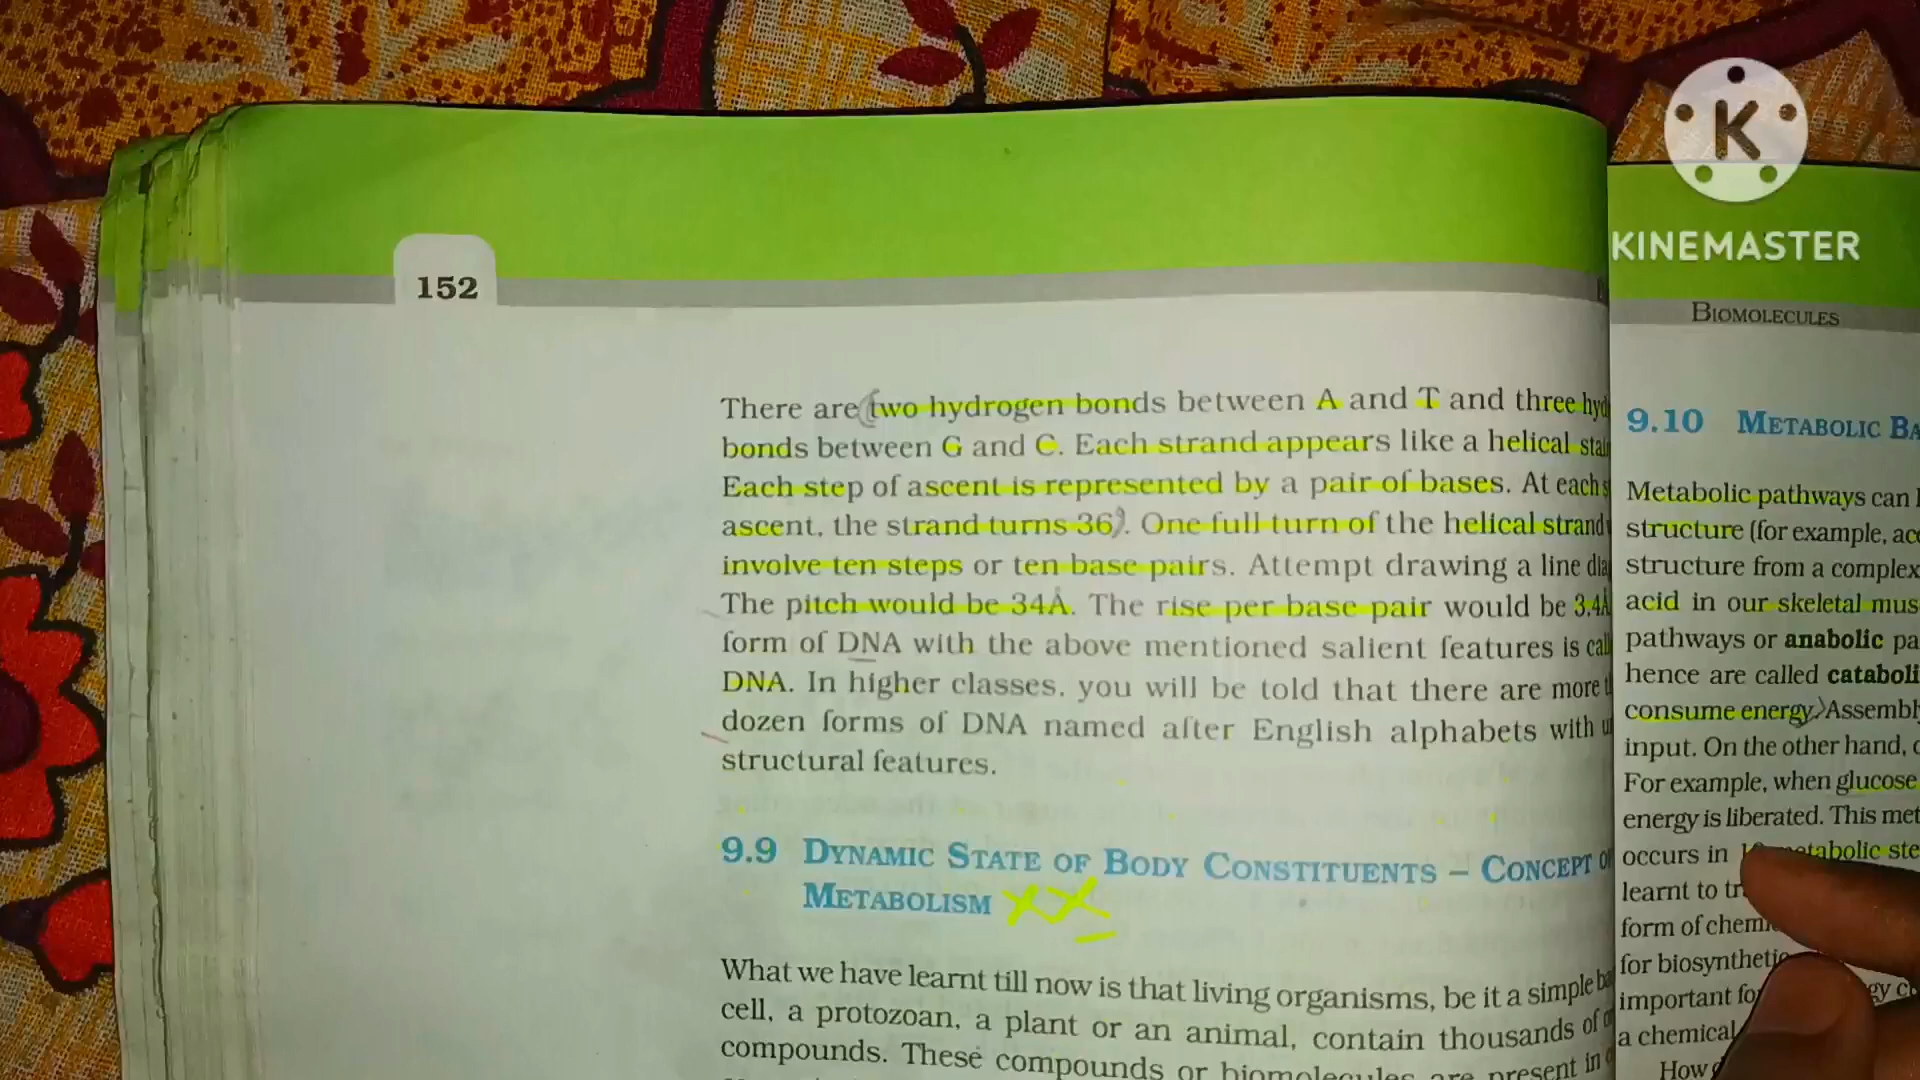 K
KINEMASTER
152
There are two hydrogen bonds between A and T and three
bonds between G and C. Each strand appears like a helical
Each step of ascent is represented by a pair of bases. At each
ascent, the strand turns 36°. One full turn of the helical strand
involve ten steps or ten base pairs. Attempt drawing a line
The pitch would be 34Å. The rise per base pair would be 3.4Å
form of DNA with the above mentioned salient features is
DNA. In higher classes, you will be told that there are more
dozen forms of DNA named after English alphabets with
structural features.
9.9 DYNAMIC STATE OF BODY CONSTITUENTS – CONCEPT
METABOLISM
What we have learnt till now is that living organisms, be it a simple
cell, a protozoan, a plant or an animal, contain thousands of
compounds. These compounds or biomolecules are present in
BIOMOLECULES
9.10 METABOLIC
Metabolic pathways can
structure (for example,
structure from a complex
acid in our skeletal
pathways or anabolic
hence are called
consume energy.
input. On the other hand,
For example, when glucose
energy is liberated. This
occurs in metabolic
learnt to
form of
for
important
a chemical
How